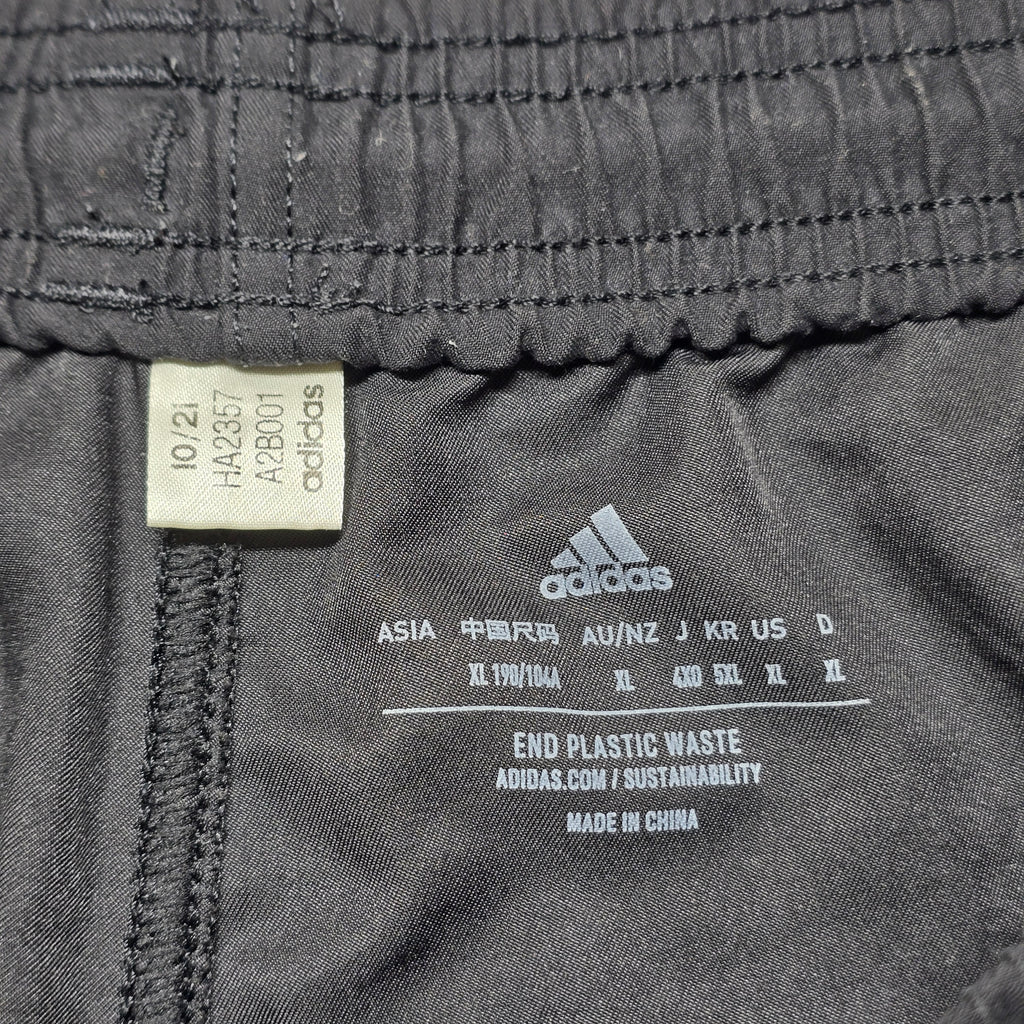 10/21
HA2357
A2B001
adidas
adidas
ASIA 中国尺码 AU/NZ J KR US D
XL 190/104A XL 4XO 5XL XL XL
END PLASTIC WASTE
ADIDAS.COM / SUSTAINABILITY
MADE IN CHINA